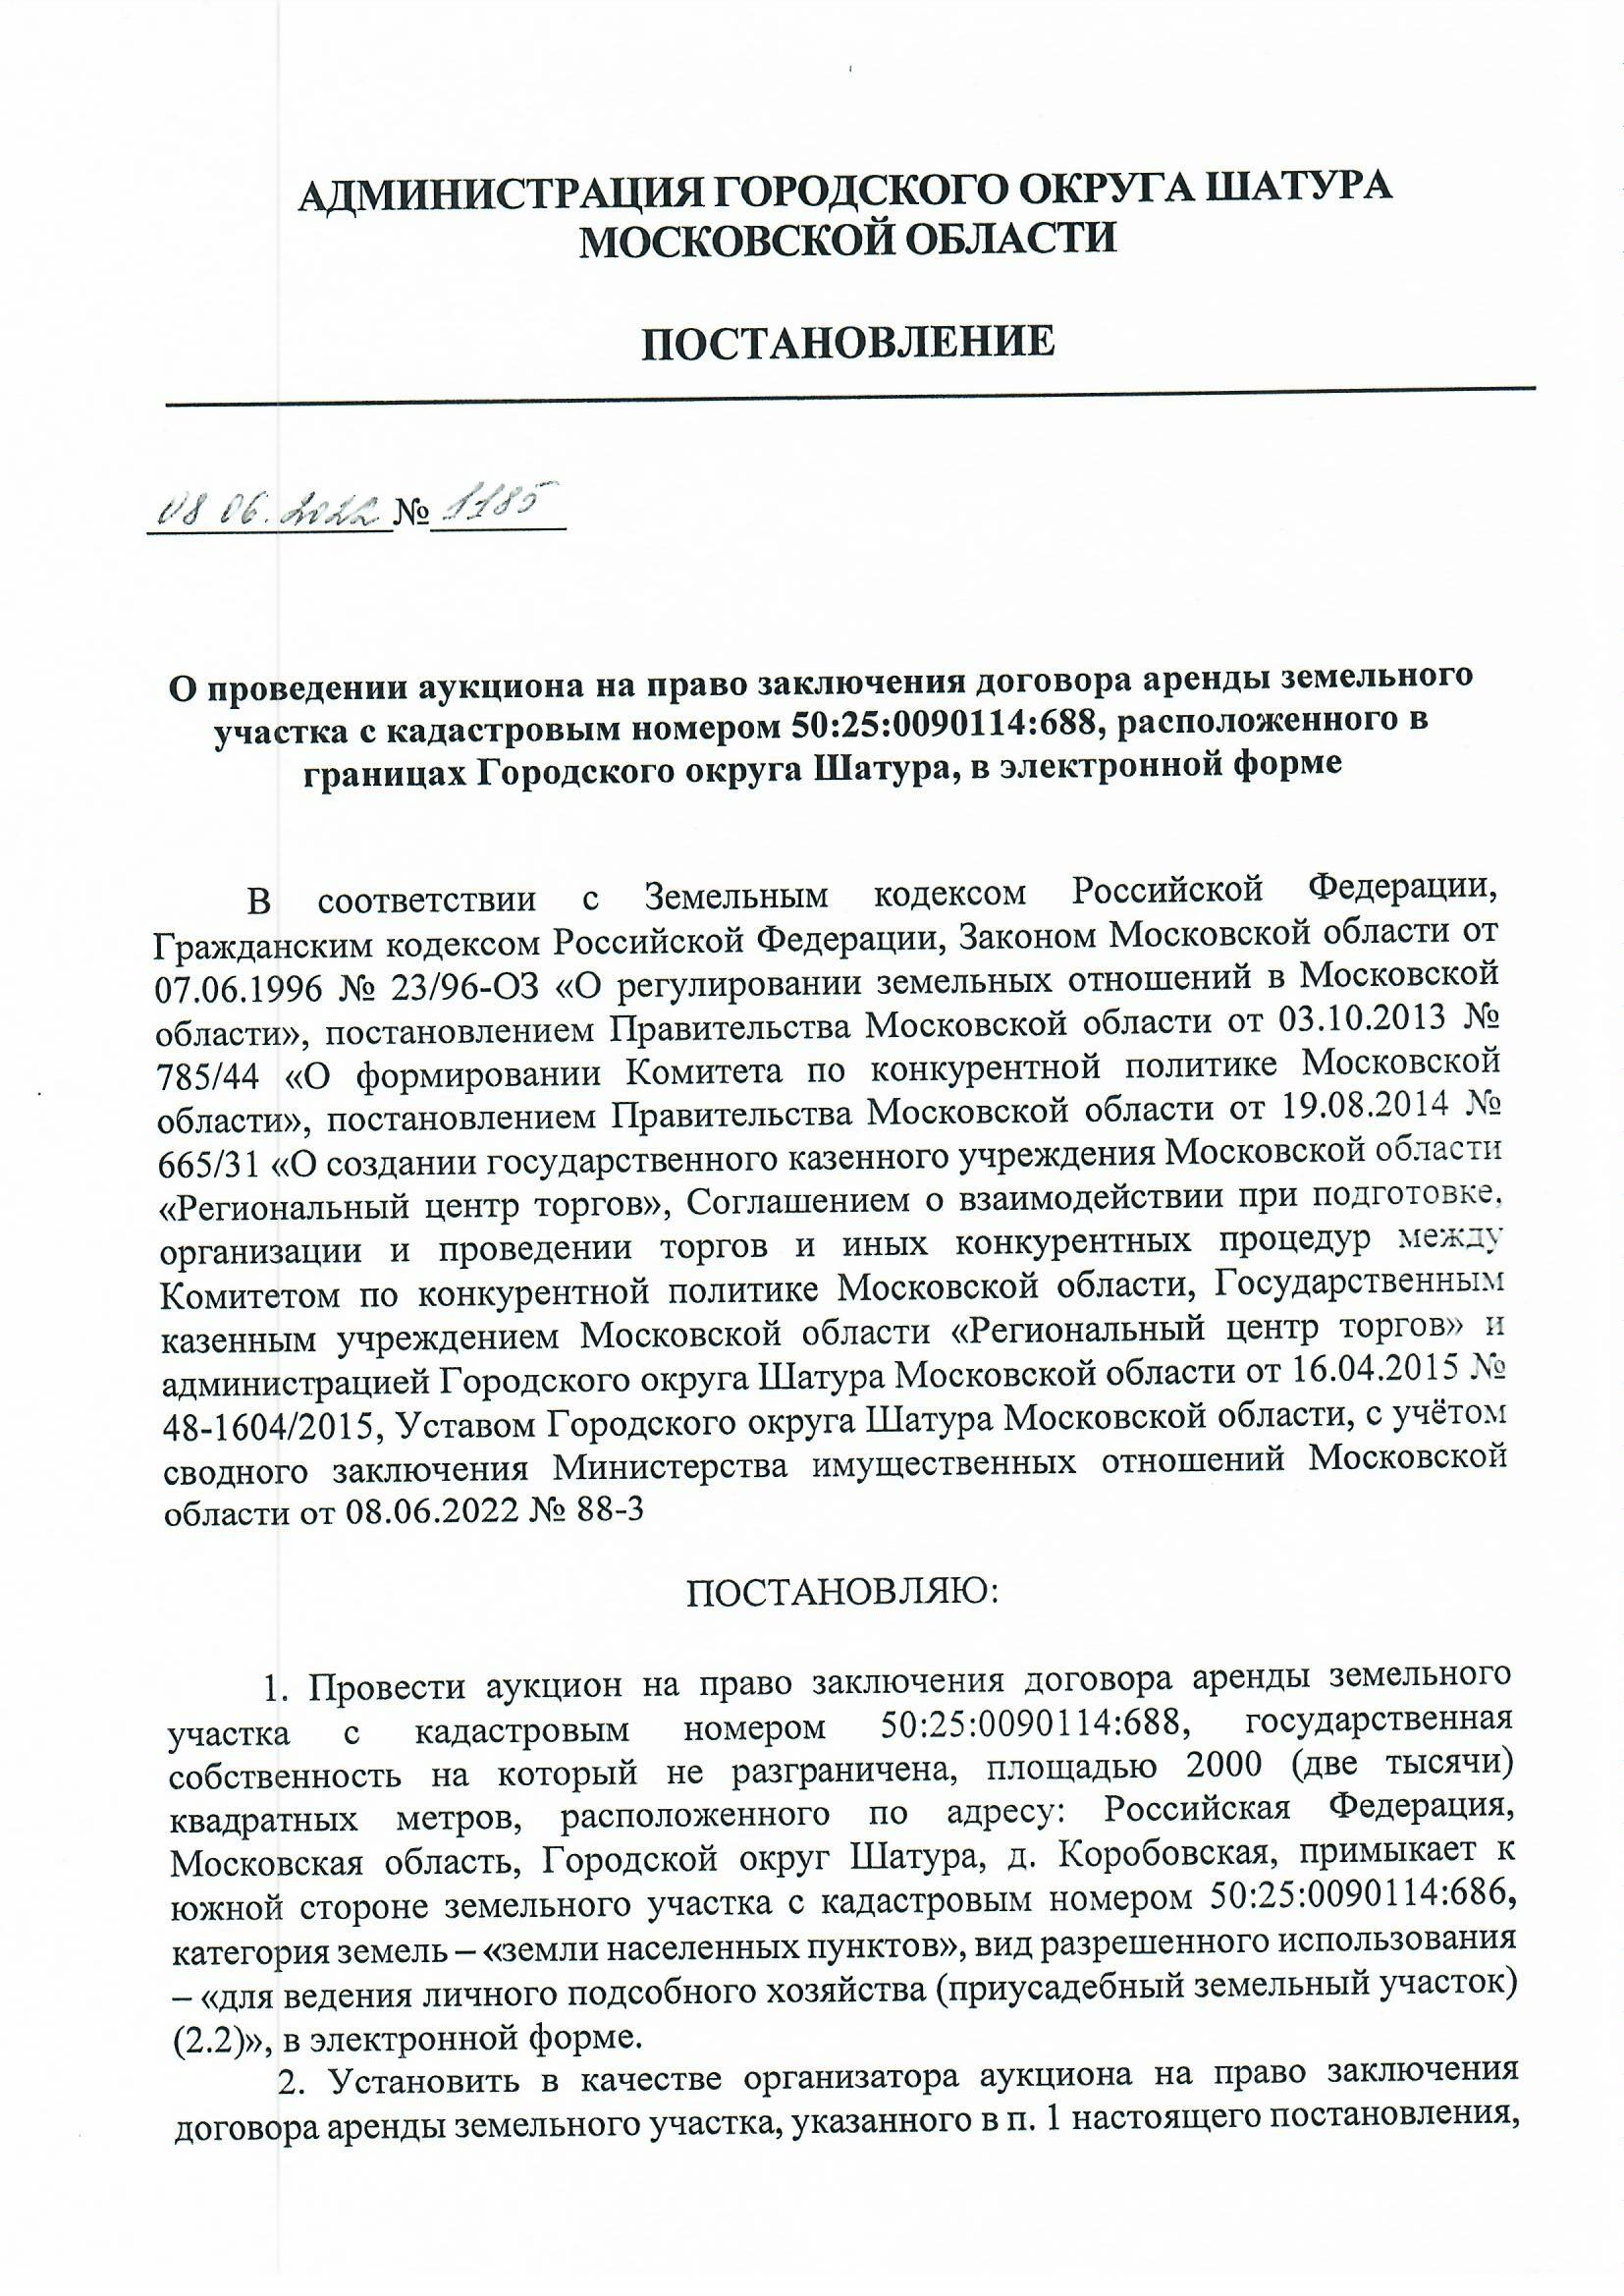 АДМИНИСТРАЦИЯ ГОРОДСКОГО ОКРУГА ШАТУРА
МОСКОВСКОЙ ОБЛАСТИ
ПОСТАНОВЛЕНИЕ
08 06.2022 № 1185
О проведении аукциона на право заключения договора аренды земельного
участка с кадастровым номером 50:25:0090114:688, расположенного в
границах Городского округа Шатура, в электронной форме
В соответствии с Земельным кодексом Российской Федерации,
Гражданским кодексом Российской Федерации, Законом Московской области от
07.06.1996 № 23/96-ОЗ «О регулировании земельных отношений в Московской
области», постановлением Правительства Московской области от 03.10.2013 №
785/44 «О формировании Комитета по конкурентной политике Московской
области», постановлением Правительства Московской области от 19.08.2014 №
665/31 «О создании государственного казенного учреждения Московской области
«Региональный центр торгов», Соглашением о взаимодействии при подготовке,
организации и проведении торгов и иных конкурентных процедур между
Комитетом по конкурентной политике Московской области, Государственным
казенным учреждением Московской области «Региональный центр торгов» и
администрацией Городского округа Шатура Московской области от 16.04.2015 №
48-1604/2015, Уставом Городского округа Шатура Московской области, с учётом
сводного заключения Министерства имущественных отношений Московской
области от 08.06.2022 № 88-З
ПОСТАНОВЛЯЮ:
1. Провести аукцион на право заключения договора аренды земельного
участка с кадастровым номером 50:25:0090114:688, государственная
собственность на который не разграничена, площадью 2000 (две тысячи)
квадратных метров, расположенного по адресу: Российская Федерация,
Московская область, Городской округ Шатура, д. Коробовская, примыкает к
южной стороне земельного участка с кадастровым номером 50:25:0090114:686,
категория земель – «земли населенных пунктов», вид разрешенного использования
– «для ведения личного подсобного хозяйства (приусадебный земельный участок)
(2.2)», в электронной форме.
2. Установить в качестве организатора аукциона на право заключения
договора аренды земельного участка, указанного в п. 1 настоящего постановления,